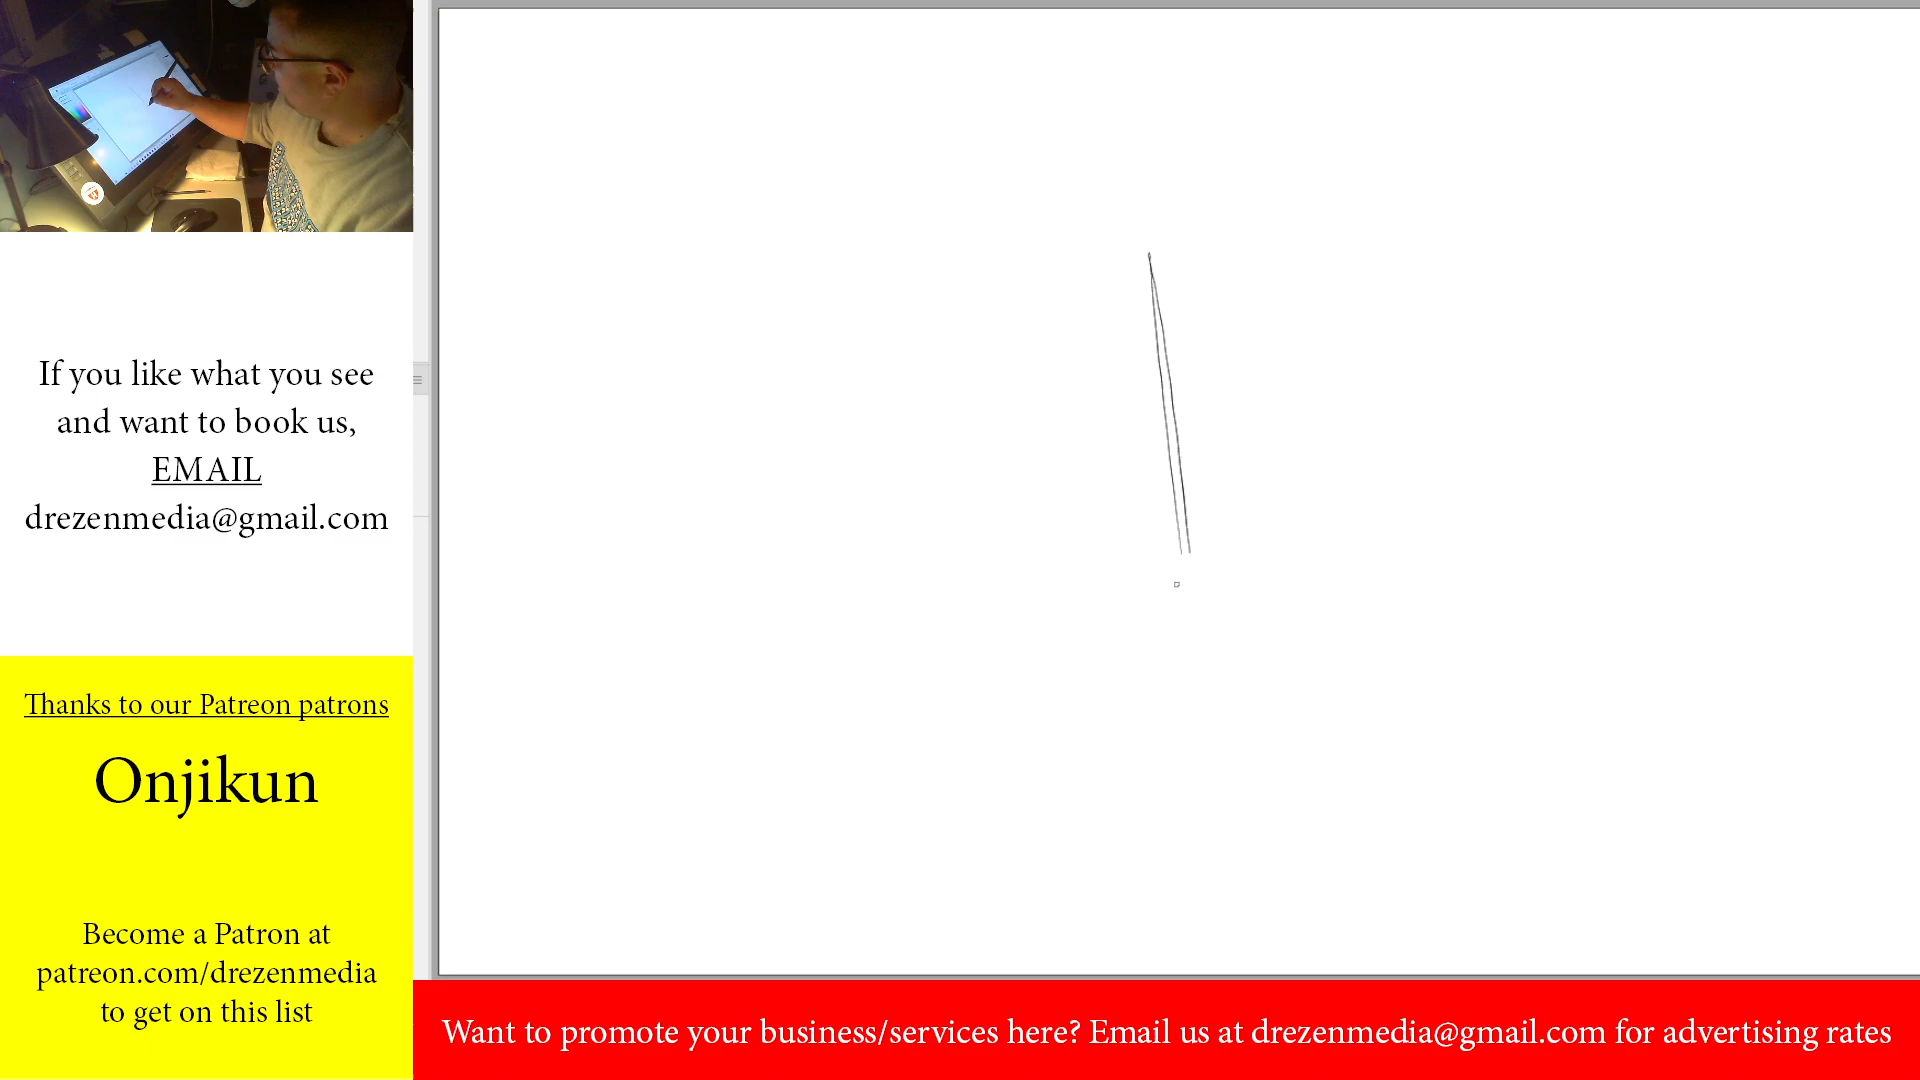 If you like what you see
and want to book us,
EMAIL
drezenmedia@gmail.com
Thanks to our Patreon patrons
Onjikun
Become a Patron at
patreon.com/drezenmedia
to get on this list
Want to promote your business/services here? Email us at drezenmedia@gmail.com for advertising rates